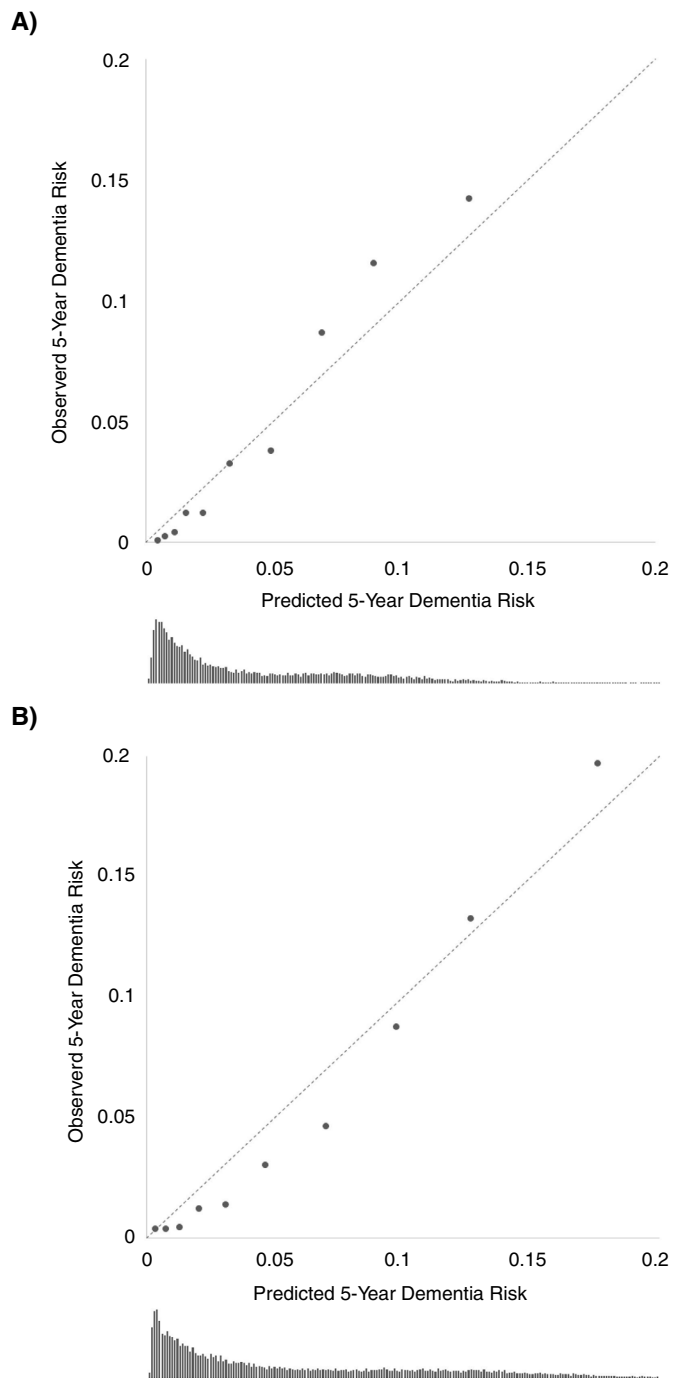 A)
0.2
0.15
0.1
0.05
0
Observerd 5-Year Dementia Risk
0 0.05 0.1 0.15 0.2
Predicted 5-Year Dementia Risk
B)
0.2
0.15
0.1
0.05
0
Observerd 5-Year Dementia Risk
0 0.05 0.1 0.15 0.2
Predicted 5-Year Dementia Risk